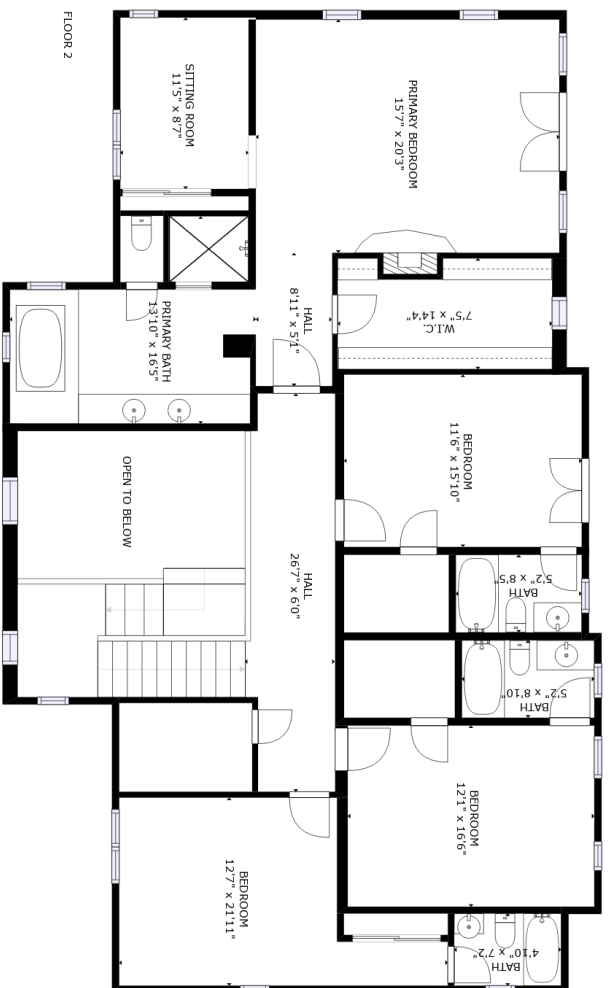 FLOOR 2
SITTING ROOM
11'5" x 8'7"
PRIMARY BEDROOM
15'7" x 20'3"
HALL
8'11" x 5'1"
W.I.C.
7'5" x 14'4"
PRIMARY BATH
13'10" x 16'5"
BEDROOM
11'6" x 15'10"
OPEN TO BELOW
HALL
26'7" x 6'0"
BATH
5'2" x 8'5"
BATH
5'2" x 8'10"
BEDROOM
12'1" x 16'6"
BEDROOM
12'7" x 21'11"
BATH
4'10" x 7'2"